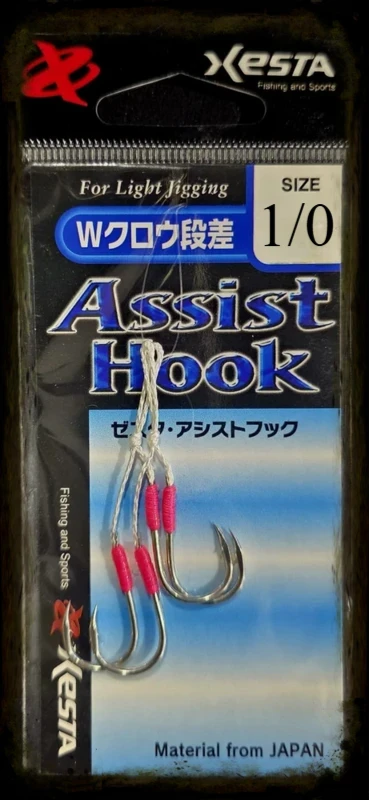 XESTA
Fishing and Sports
For Light Jigging
SIZE
1/0
Wクロウ段差
Assist
Hook
ゼスタ・アシストフック
Fishing and Sports
XESTA
Material from JAPAN